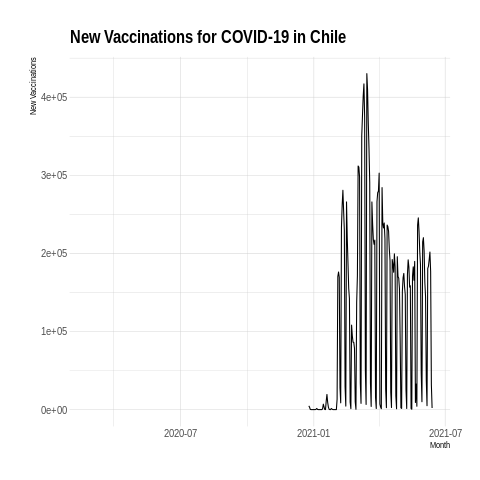 New Vaccinations for COVID-19 in Chile
New Vaccinations
4e+05
3e+05
2e+05
1e+05
0e+00
2020-07
2021-01
2021-07
Month